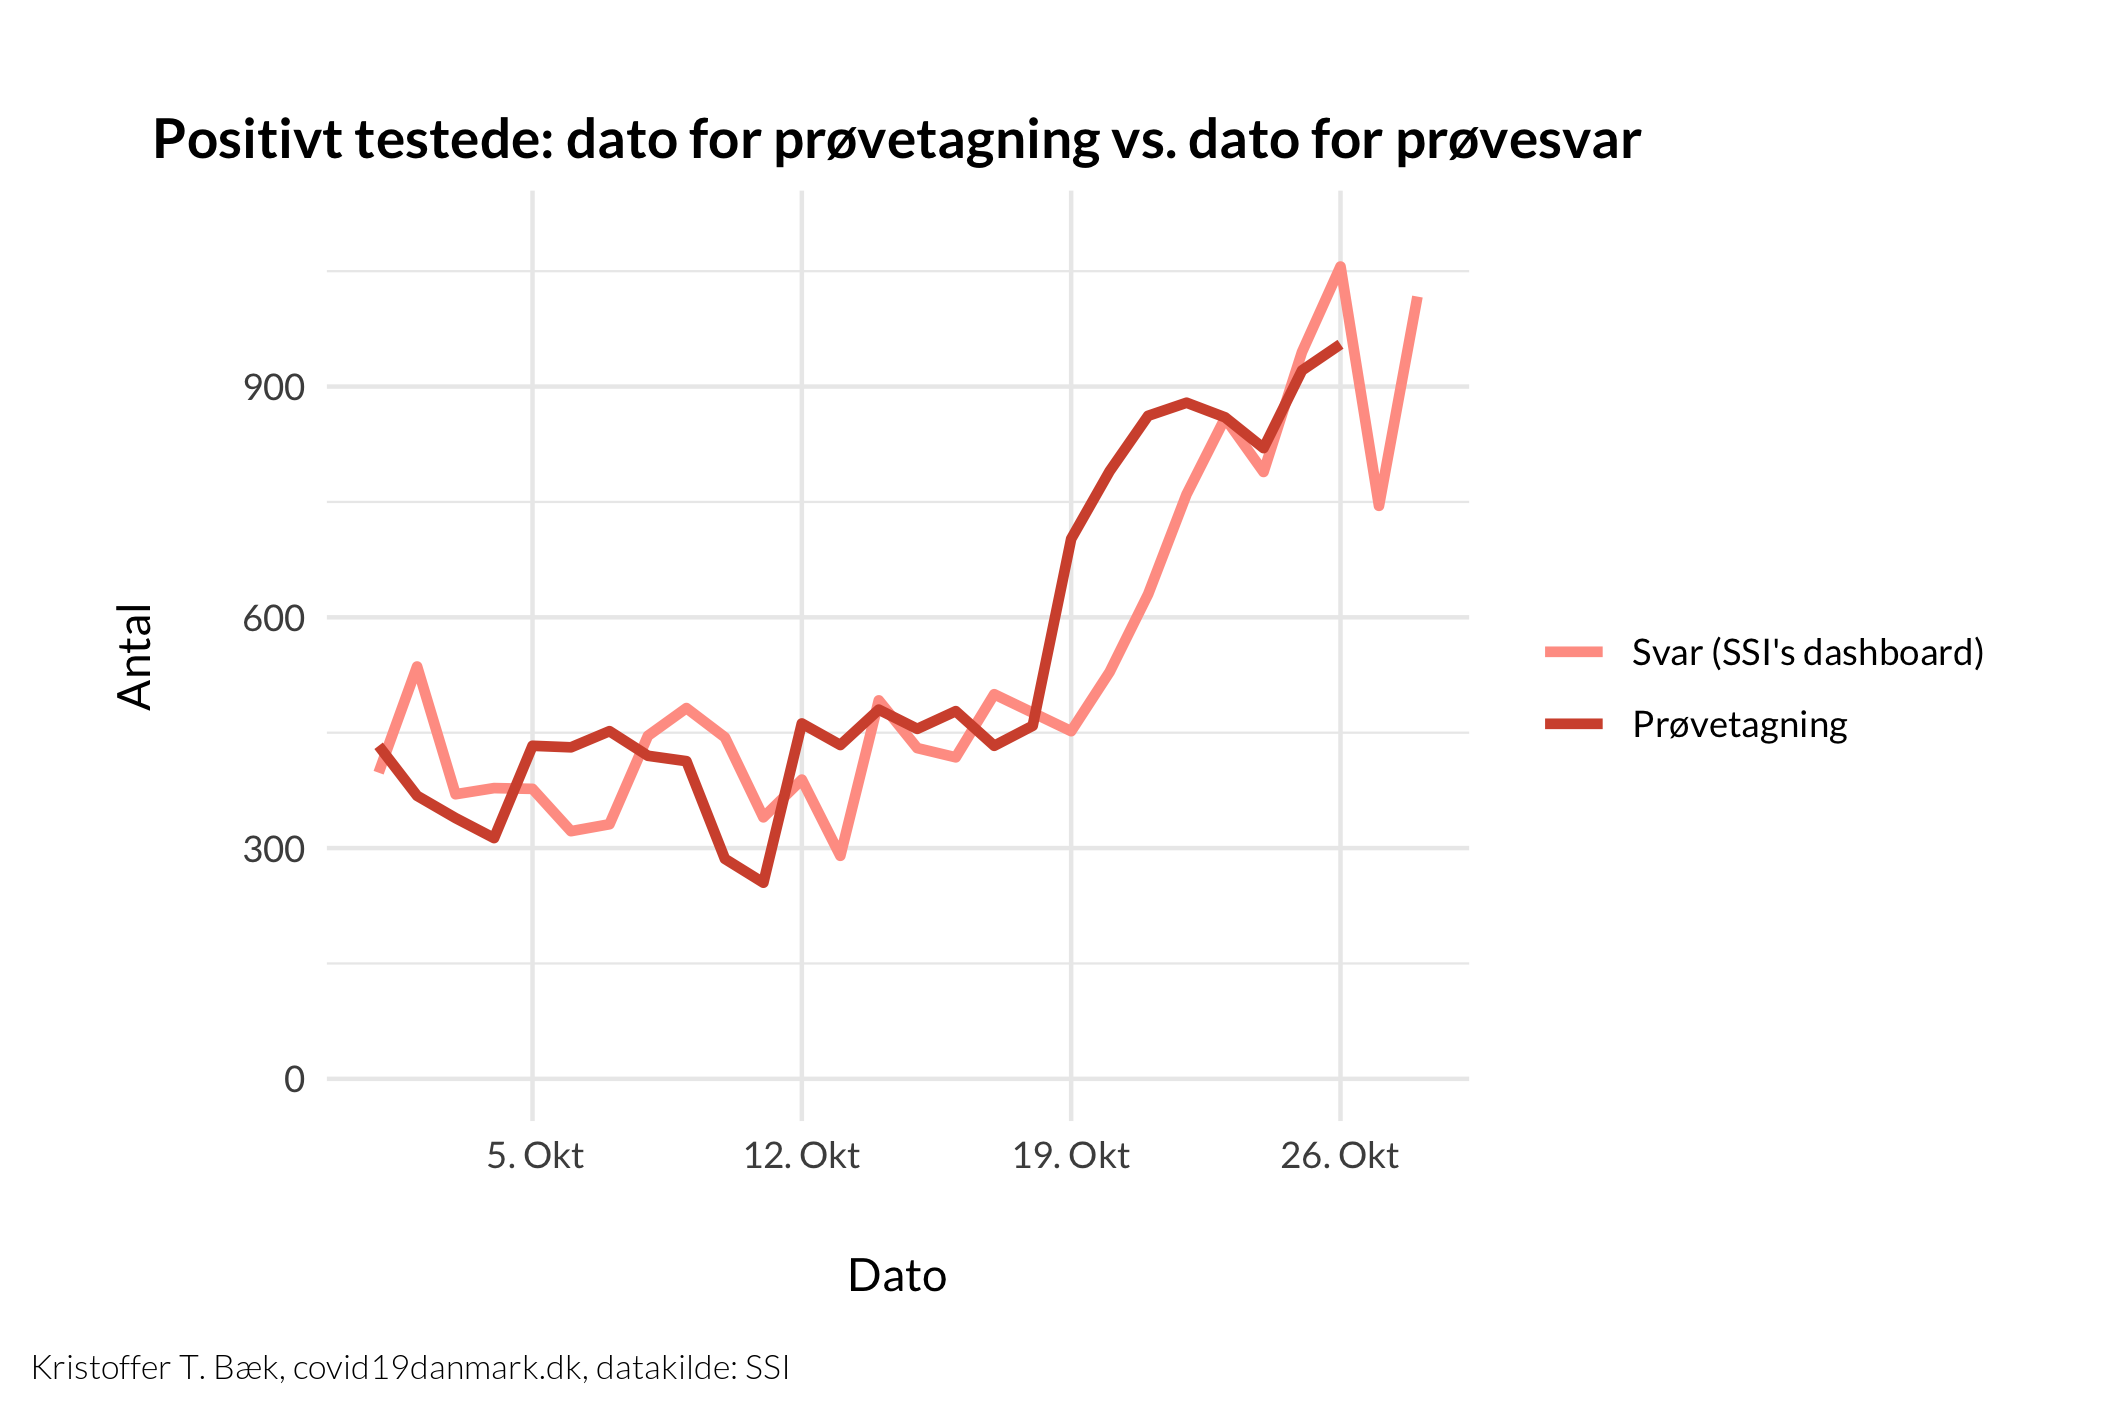 Positivt testede: dato for prøvetagning vs. dato for prøvesvar
Antal
900
600
300
0
5. Okt
12. Okt
19. Okt
26. Okt
Dato
Svar (SSI's dashboard)
Prøvetagning
Kristoffer T. Bæk, covid19danmark.dk, datakilde: SSI